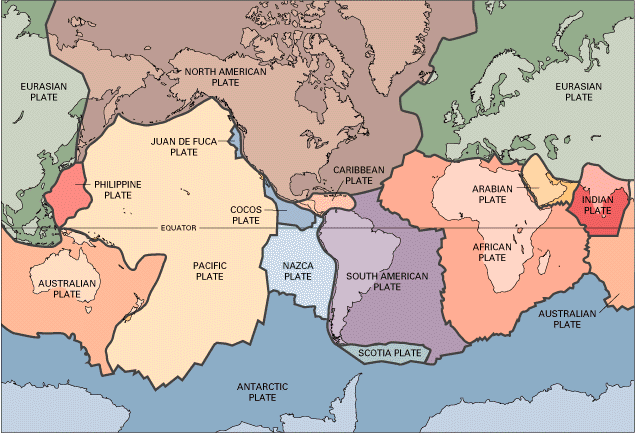 NORTH AMERICAN
PLATE
EURASIAN
PLATE
EURASIAN
PLATE
JUAN DE FUCA
PLATE
CARIBBEAN
PLATE
PHILIPPINE
PLATE
ARABIAN
PLATE
INDIAN
PLATE
COCOS
PLATE
EQUATOR
AFRICAN
PLATE
PACIFIC
PLATE
NAZCA
PLATE
SOUTH AMERICAN
PLATE
AUSTRALIAN
PLATE
AUSTRALIAN
PLATE
SCOTIA PLATE
ANTARCTIC
PLATE